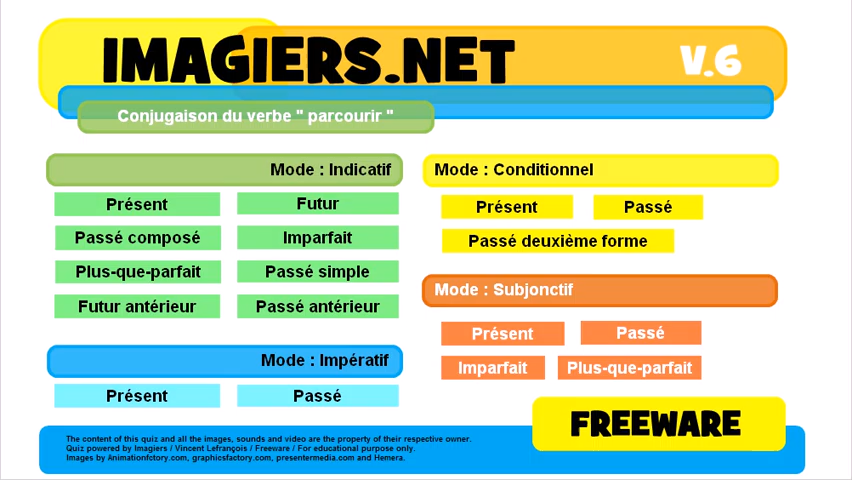 IMAGIERS.NET
V.6
Conjugaison du verbe " parcourir "
Mode : Indicatif
Présent
Futur
Passé composé
Imparfait
Plus-que-parfait
Passé simple
Futur antérieur
Passé antérieur
Mode : Impératif
Présent
Passé
Mode : Conditionnel
Présent
Passé
Passé deuxième forme
Mode : Subjonctif
Présent
Passé
Imparfait
Plus-que-parfait
FREEWARE
The content of this quiz and all the images, sounds and video are the property of their respective owner.
Quiz powered by Imagiers / Vincent Lefrançois / Freeware / For educational purpose only.
Images by Animationfctory.com, graphicsfactory.com, presentermedia.com and Hemera.